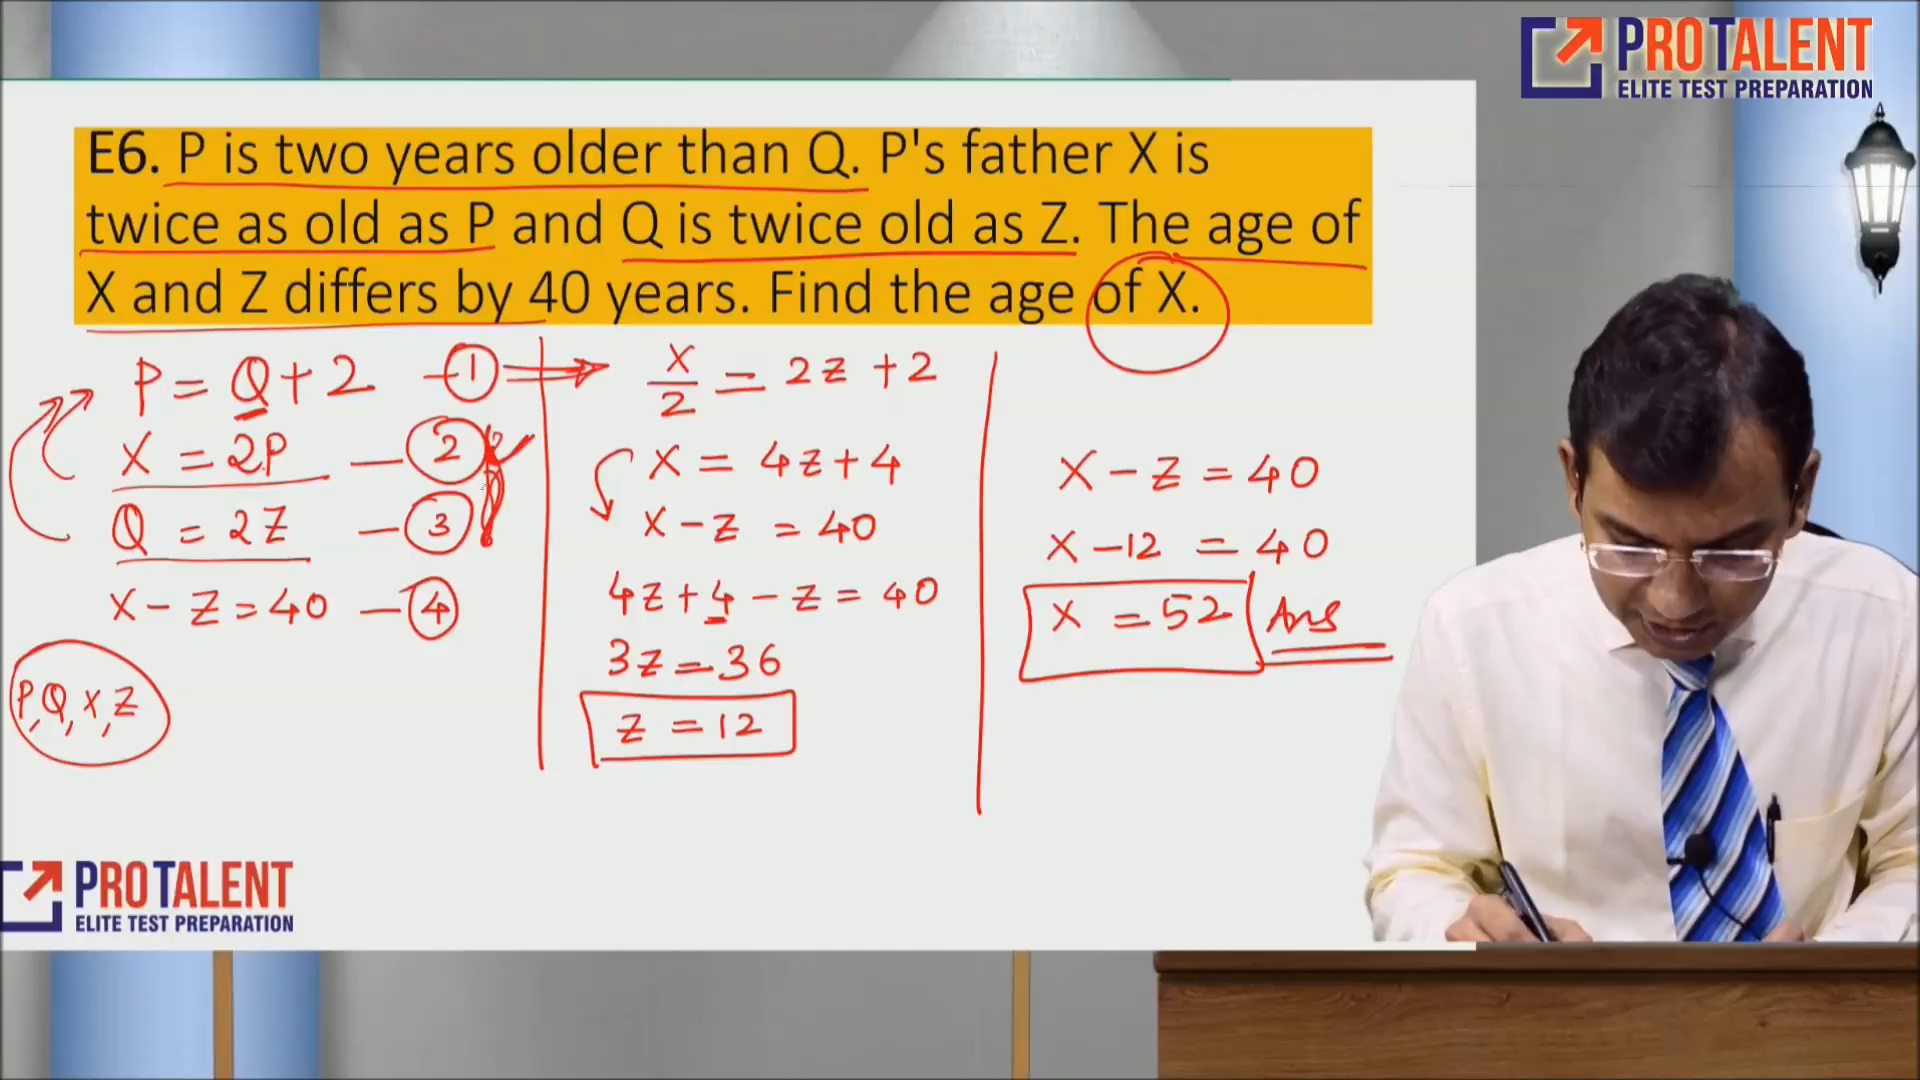 PROTALENT
ELITE TEST PREPARATION
E6. P is two years older than Q. P's father X is
twice as old as P and Q is twice old as Z. The age of
X and Z differs by 40 years. Find the age of X.
P = Q + 2 — 1
X = 2P — 2
Q = 2Z — 3
X - Z = 40 — 4
P, Q, X, Z
X/2 = 2Z + 2
X = 4Z + 4
X - Z = 40
4Z + 4 - Z = 40
3Z = 36
Z = 12
X - Z = 40
X - 12 = 40
X = 52 Ans
PROTALENT
ELITE TEST PREPARATION